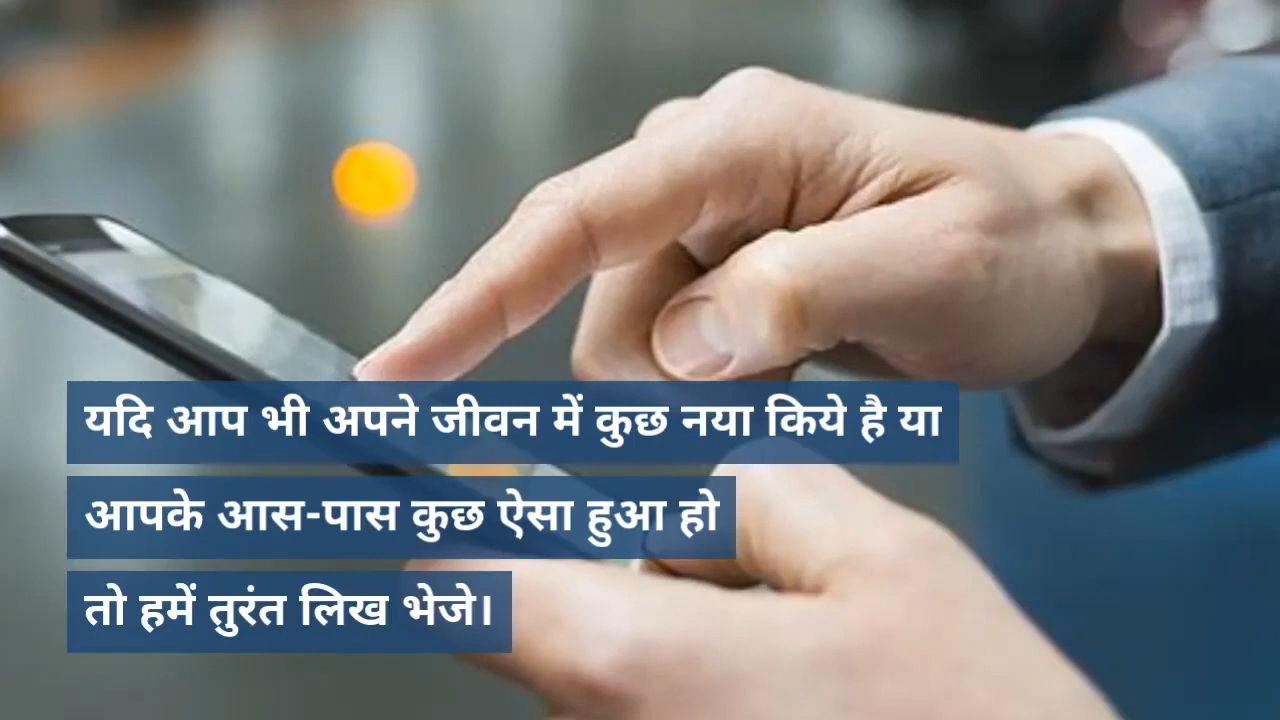 यदि आप भी अपने जीवन में कुछ नया किये है या
आपके आस-पास कुछ ऐसा हुआ हो
तो हमें तुरंत लिख भेजे।